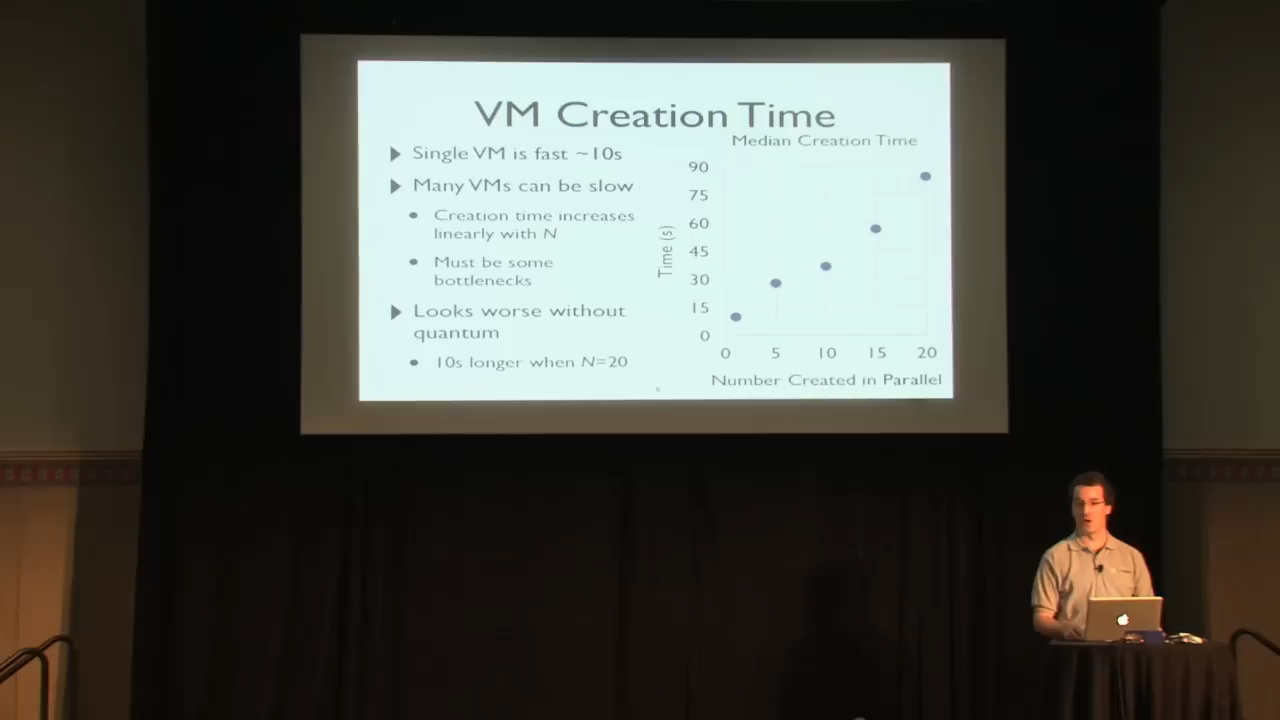 VM Creation Time
Single VM is fast ~10s
Many VMs can be slow
Creation time increases
linearly with N
Must be some
bottlenecks
Looks worse without
quantum
10s longer when N=20
Median Creation Time
Time (s)
90
75
60
45
30
15
0
0 5 10 15 20
Number Created in Parallel